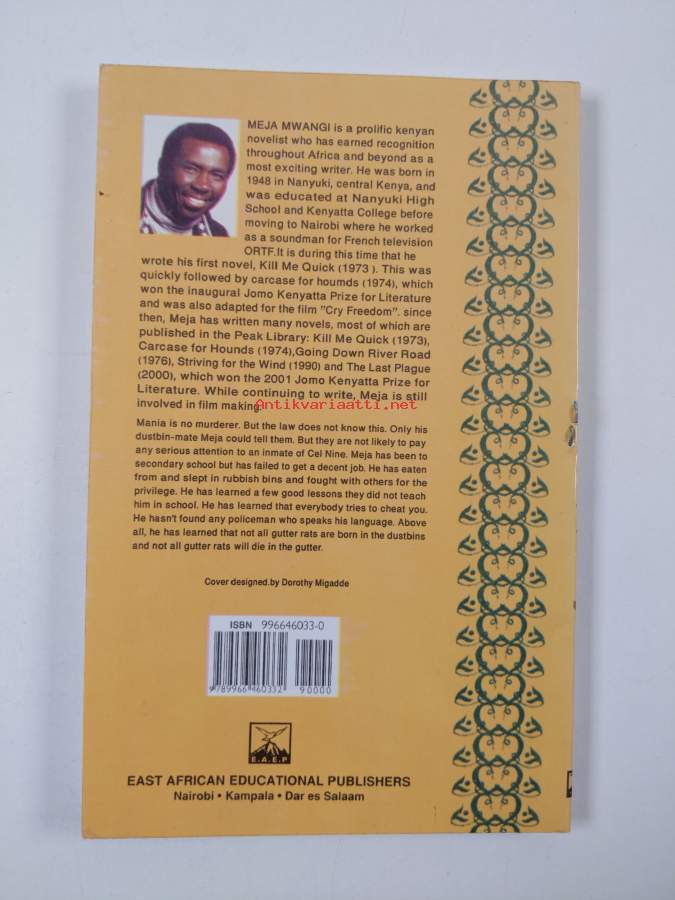 MEJA MWANGI is a prolific kenyan
novelist who has earned recognition
throughout Africa and beyond as a
most exciting writer. He was born in
1948 in Nanyuki, central Kenya, and
was educated at Nanyuki High
School and Kenyatta College before
moving to Nairobi where he worked
as a soundman for French television
ORTF.It is during this time that he
wrote his first novel, Kill Me Quick (1973 ). This was
quickly followed by carcase for houmds (1974), which
won the inaugural Jomo Kenyatta Prize for Literature
and was also adapted for the film "Cry Freedom". since
then, Meja has written many novels, most of which are
published in the Peak Library: Kill Me Quick (1973),
Carcase for Hounds (1974),Going Down River Road
(1976), Striving for the Wind (1990) and The Last Plague
(2000), which won the 2001 Jomo Kenyatta Prize for
Literature. While continuing to write, Meja is still
involved in film making.
Antikvariaatti.net
Mania is no murderer. But the law does not know this. Only his
dustbin-mate Meja could tell them. But they are not likely to pay
any serious attention to an inmate of Cel Nine. Meja has been to
secondary school but has failed to get a decent job. He has eaten
from and slept in rubbish bins and fought with others for the
privilege. He has learned a few good lessons they did not teach
him in school. He has learned that everybody tries to cheat you.
He hasn't found any policeman who speaks his language. Above
all, he has learned that not all gutter rats are born in the dustbins
and not all gutter rats will die in the gutter.
Cover designed.by Dorothy Migadde
ISBN 996646033-0
9 789966 460332 90000
E.A.E.P
EAST AFRICAN EDUCATIONAL PUBLISHERS
Nairobi • Kampala • Dar es Salaam